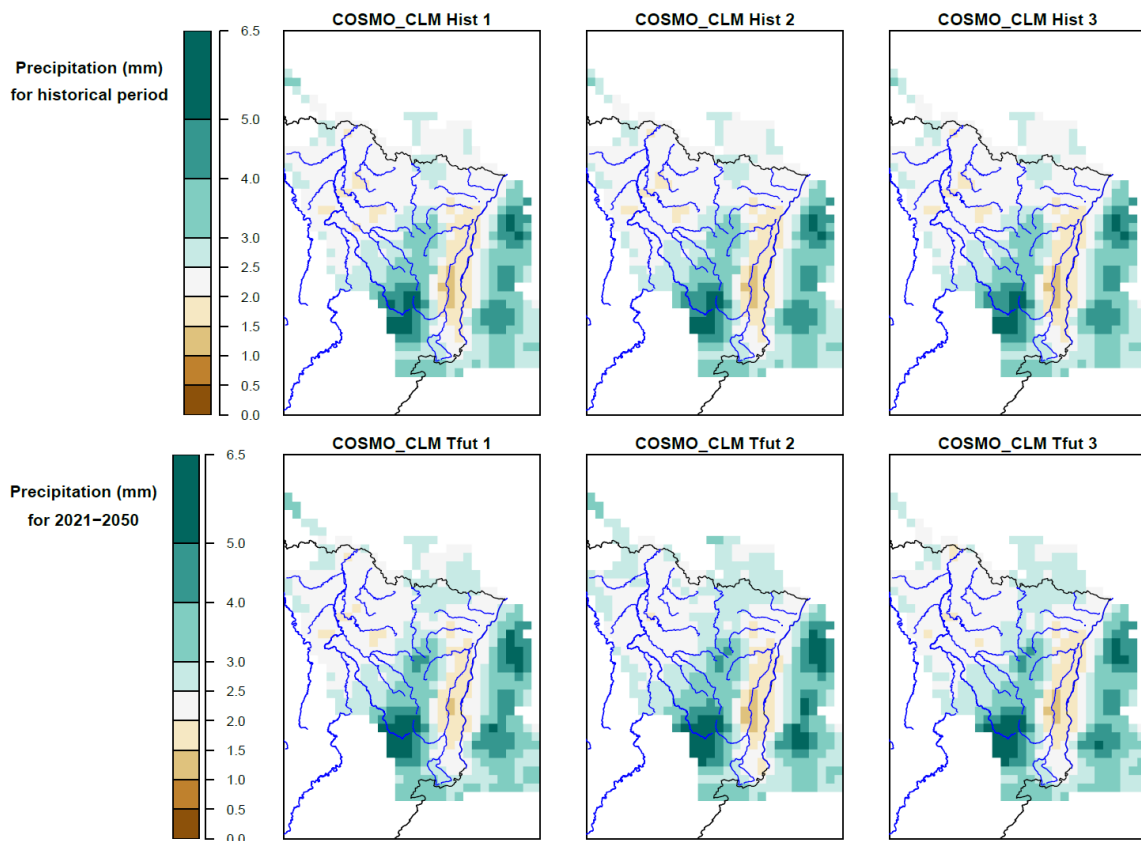 COSMO_CLM Hist 1
COSMO_CLM Hist 2
COSMO_CLM Hist 3
Precipitation (mm)
for historical period
6.5
5.0
4.0
3.0
2.5
2.0
1.5
1.0
0.5
0.0
COSMO_CLM Tfut 1
COSMO_CLM Tfut 2
COSMO_CLM Tfut 3
Precipitation (mm)
for 2021−2050
6.5
5.0
4.0
3.0
2.5
2.0
1.5
1.0
0.5
0.0